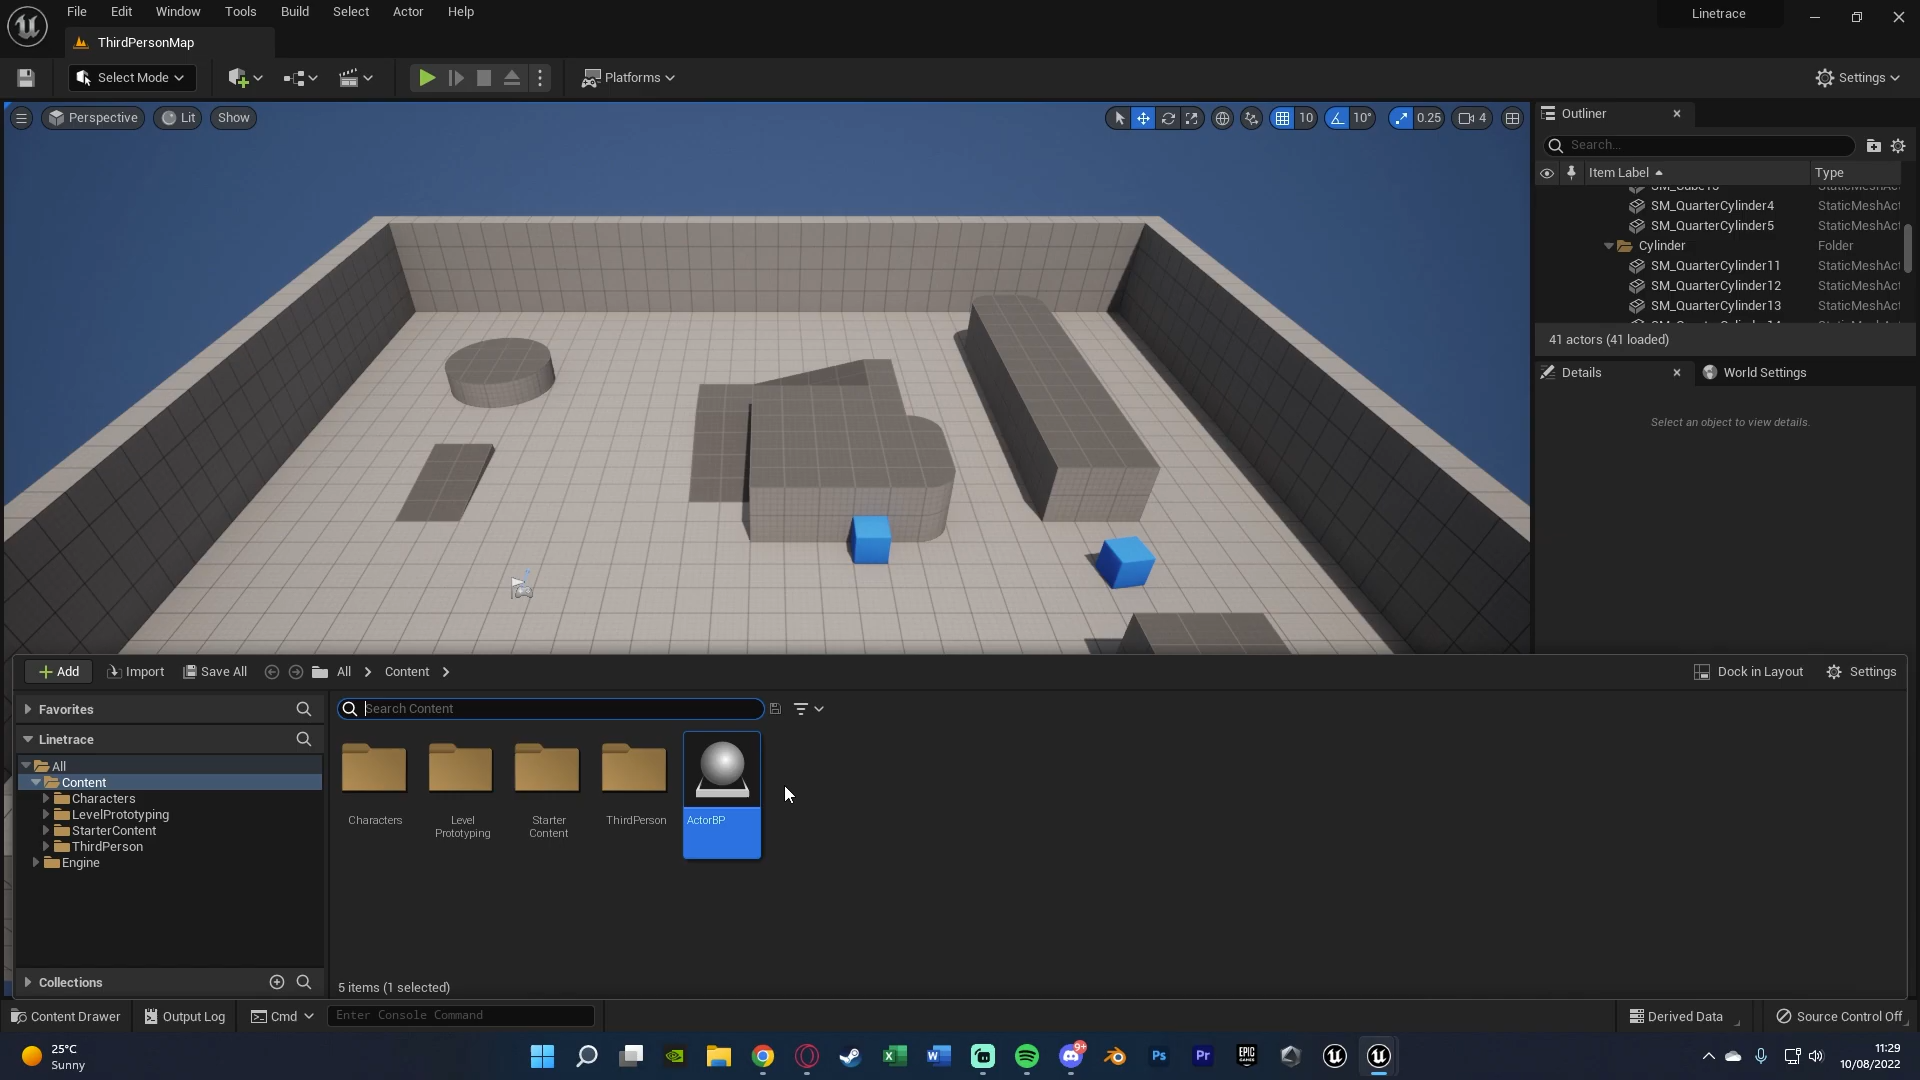 File Edit Window Tools Build Select Actor Help
Linetrace
ThirdPersonMap
Select Mode
Platforms
Settings
Perspective Lit Show
10 10° 0.25 4
Outliner
Search...
Item Label Type
SM_QuarterCylinder4 StaticMeshAct
SM_QuarterCylinder5 StaticMeshAct
Cylinder Folder
SM_QuarterCylinder11 StaticMeshAct
SM_QuarterCylinder12 StaticMeshAct
SM_QuarterCylinder13 StaticMeshAct
41 actors (41 loaded)
Details World Settings
Select an object to view details.
Add Import Save All All Content Dock in Layout Settings
Favorites
Search Content
Linetrace
All
Content
Characters
LevelPrototyping
StarterContent
ThirdPerson
Engine
Characters
Level
Prototyping
Starter
Content
ThirdPerson
ActorBP
Collections
5 items (1 selected)
Content Drawer Output Log Cmd Enter Console Command Derived Data Source Control Off
25°C
Sunny
9+
Ps
Pr
EPIC
GAMES
11:29
10/08/2022